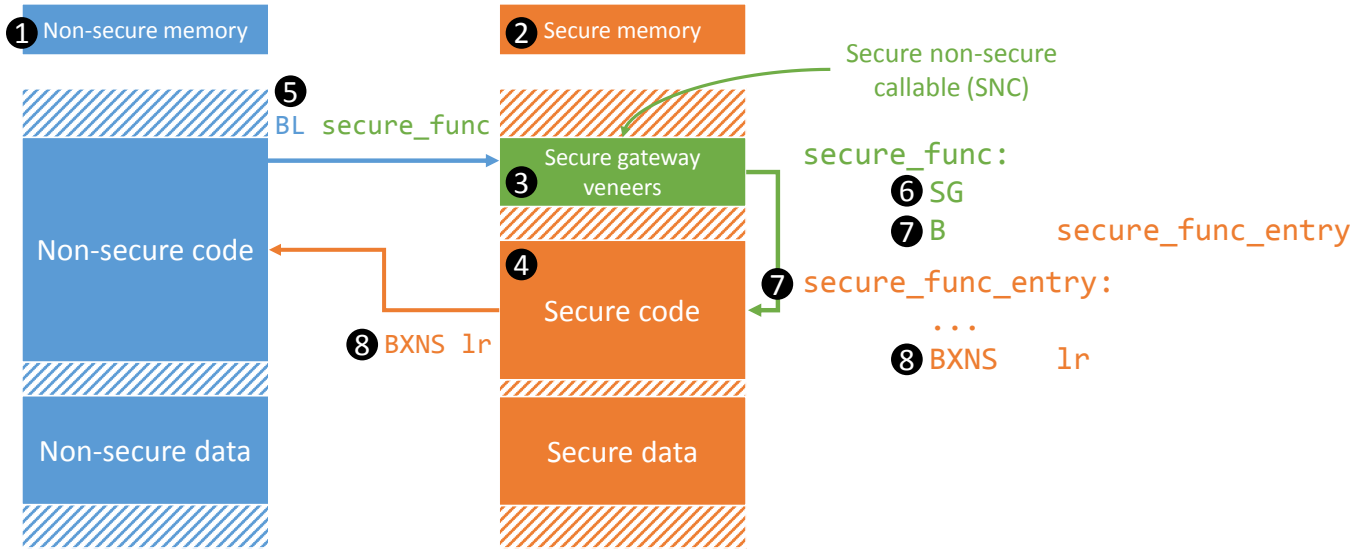 1 Non-secure memory
2 Secure memory
Secure non-secure
callable (SNC)
5
BL secure_func
Secure gateway
veneers
3
secure_func:
6 SG
7 B secure_func_entry
Non-secure code
4
Secure code
7 secure_func_entry:
...
8 BXNS lr
8 BXNS lr
Non-secure data
Secure data